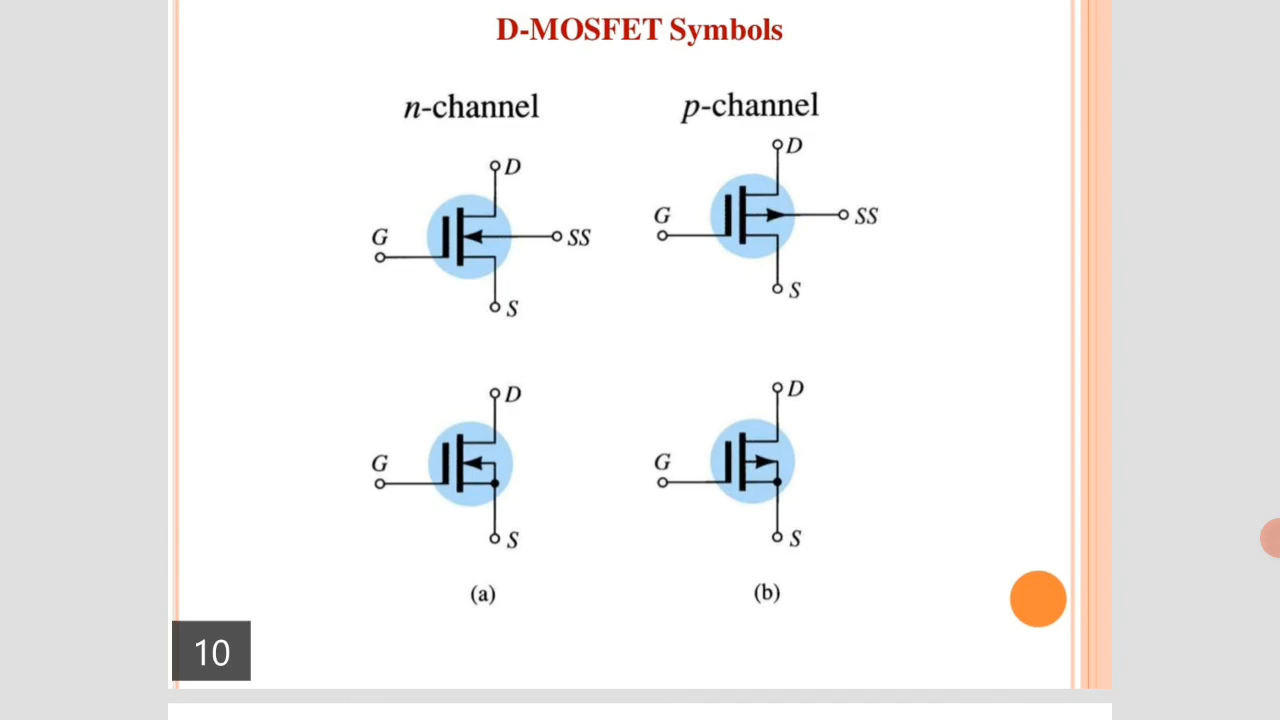 D-MOSFET Symbols
n-channel
p-channel
D
G
SS
S
D
G
SS
S
D
G
S
D
G
S
(a)
(b)
10